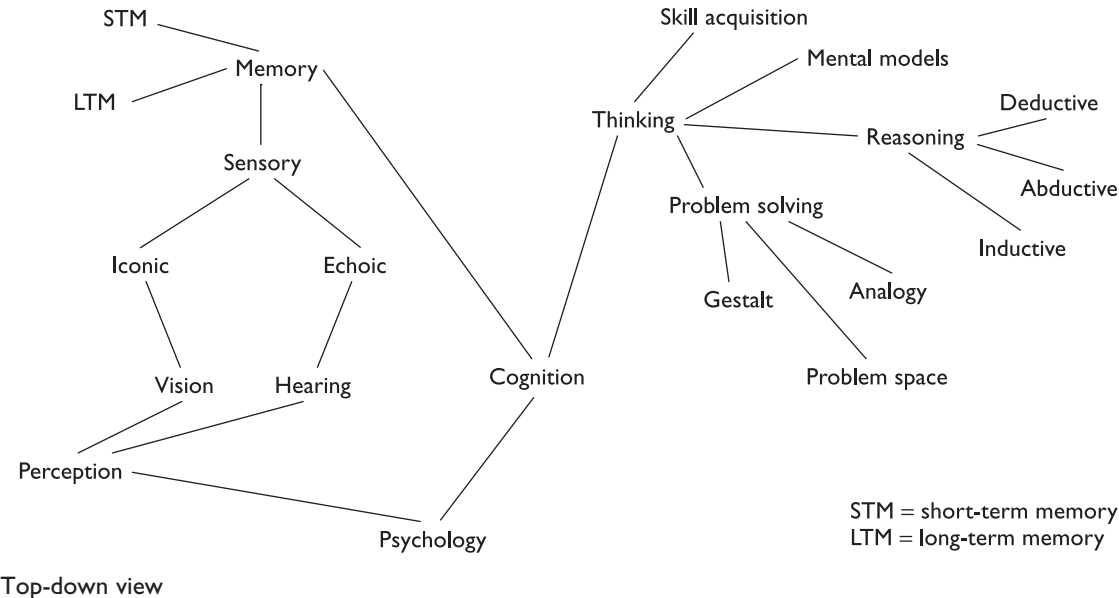 STM
Skill acquisition
Memory
Mental models
LTM
Deductive
Thinking
Reasoning
Sensory
Abductive
Problem solving
Inductive
Iconic
Echoic
Gestalt
Analogy
Vision
Hearing
Cognition
Problem space
Perception
Psychology
STM = short-term memory
LTM = long-term memory
Top-down view